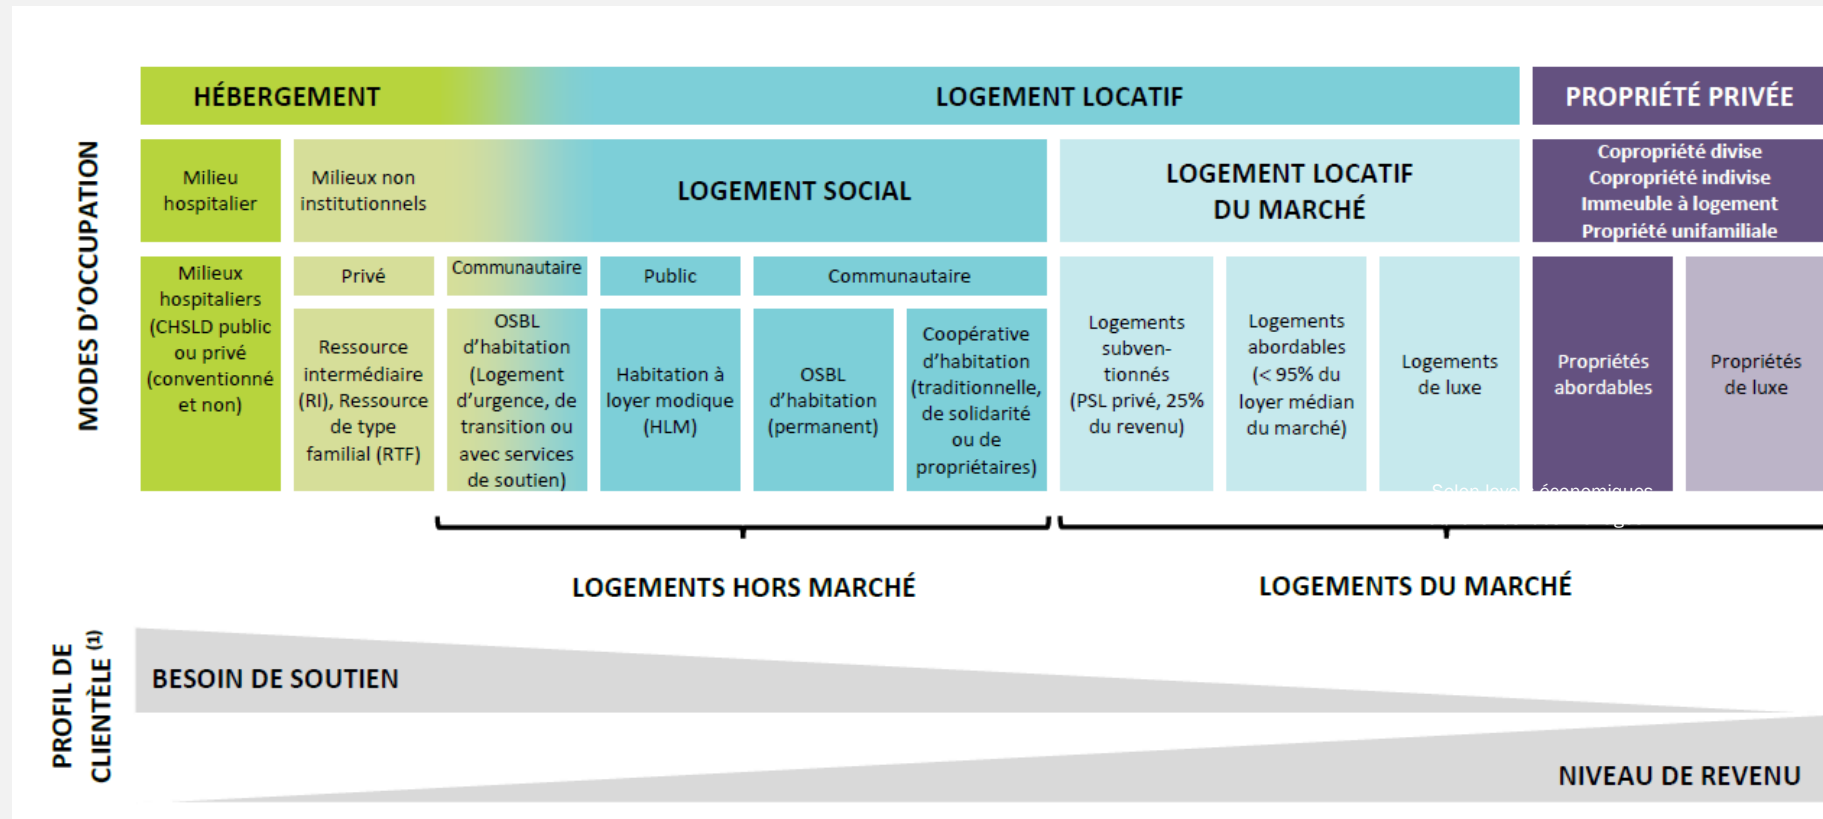 HÉBERGEMENT
LOGEMENT LOCATIF
PROPRIÉTÉ PRIVÉE
MODES D'OCCUPATION
Milieu
hospitalier
Milieux non
institutionnels
LOGEMENT SOCIAL
LOGEMENT LOCATIF
DU MARCHÉ
Copropriété divise
Copropriété indivise
Immeuble à logement
Propriété unifamiliale
Milieux
hospitaliers
(CHSLD public
ou privé
(conventionné
et non)
Privé
Ressource
intermédiaire
(RI), Ressource
de type
familial (RTF)
Communautaire
OSBL
d'habitation
(Logement
d'urgence, de
transition ou
avec services
de soutien)
Public
Habitation à
loyer modique
(HLM)
Communautaire
OSBL
d'habitation
(permanent)
Coopérative
d'habitation
(traditionnelle,
de solidarité
ou de
propriétaires)
Logements
subven-
tionnés
(PSL privé, 25%
du revenu)
Logements
abordables
(< 95% du
loyer médian
du marché)
Logements
de luxe
Propriétés
abordables
Propriétés
de luxe
économiques
LOGEMENTS HORS MARCHÉ
LOGEMENTS DU MARCHÉ
PROFIL DE
CLIENTÈLE (1)
BESOIN DE SOUTIEN
NIVEAU DE REVENU